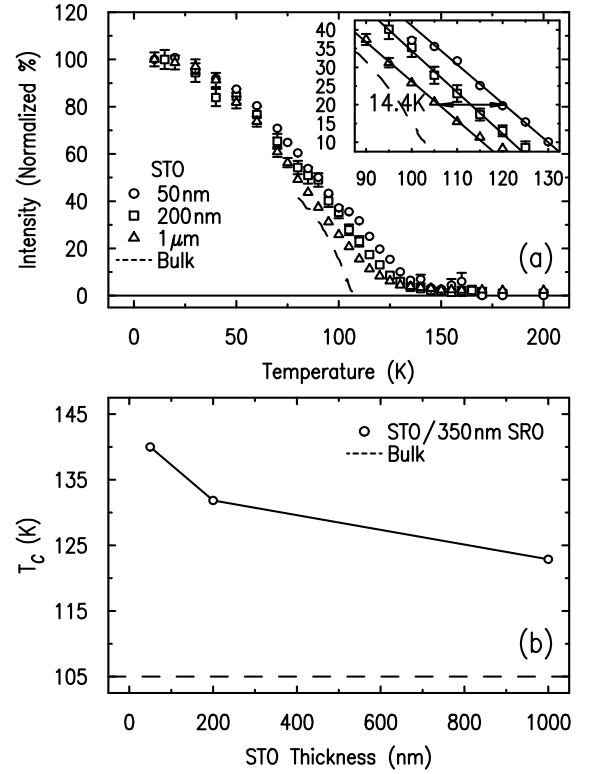 120
100
80
60
40
20
0
Intensity (Normalized %)
STO
50nm
200nm
1μm
Bulk
40
35
30
25
20
15
10
14.4K
90 100 110 120 130
(a)
0 50 100 150 200
Temperature (K)
145
135
125
115
105
T_C (K)
STO/350nm SRO
Bulk
(b)
0 200 400 600 800 1000
STO Thickness (nm)